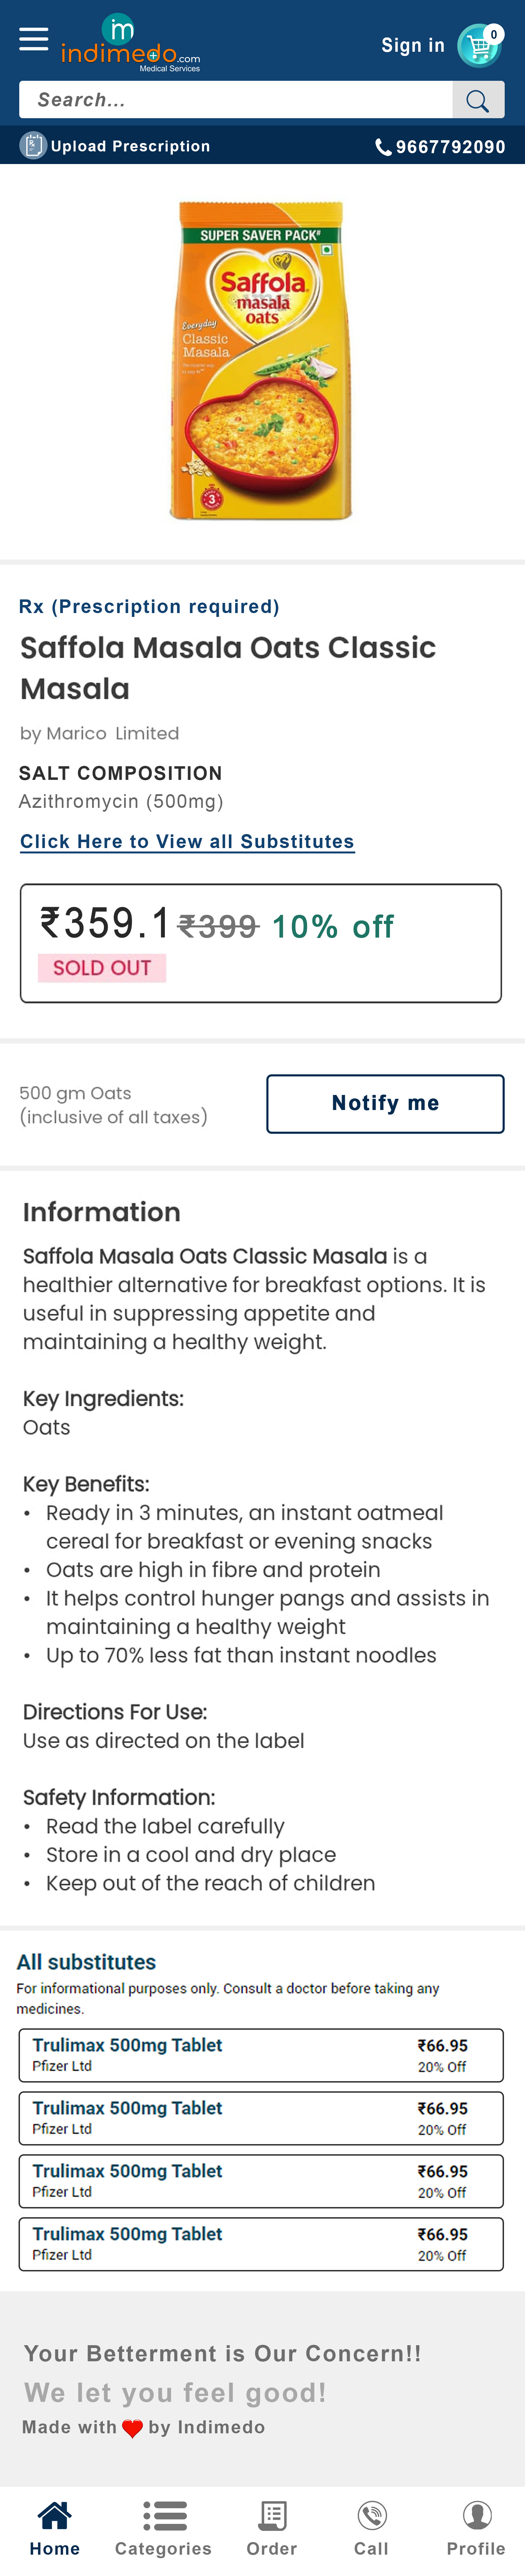 im
Sign in
0
indimedo.com
Medical Services
Search...
Upload Prescription
9667792090
SUPER SAVER PACK
Saffola
masala
oats
Everyday
Classic
Masala
3
Rx (Prescription required)
Saffola Masala Oats Classic
Masala
by Marico Limited
SALT COMPOSITION
Azithromycin (500mg)
Click Here to View all Substitutes
₹359.1 ₹399 10% off
SOLD OUT
500 gm Oats
(inclusive of all taxes)
Notify me
Information
Saffola Masala Oats Classic Masala is a
healthier alternative for breakfast options. It is
useful in suppressing appetite and
maintaining a healthy weight.
Key Ingredients:
Oats
Key Benefits:
• Ready in 3 minutes, an instant oatmeal
cereal for breakfast or evening snacks
• Oats are high in fibre and protein
• It helps control hunger pangs and assists in
maintaining a healthy weight
• Up to 70% less fat than instant noodles
Directions For Use:
Use as directed on the label
Safety Information:
• Read the label carefully
• Store in a cool and dry place
• Keep out of the reach of children
All substitutes
For informational purposes only. Consult a doctor before taking any
medicines.
Trulimax 500mg Tablet ₹66.95
Pfizer Ltd 20% Off
Trulimax 500mg Tablet ₹66.95
Pfizer Ltd 20% Off
Trulimax 500mg Tablet ₹66.95
Pfizer Ltd 20% Off
Trulimax 500mg Tablet ₹66.95
Pfizer Ltd 20% Off
Your Betterment is Our Concern!!
We let you feel good!
Made with ❤ by Indimedo
Home Categories Order Call Profile